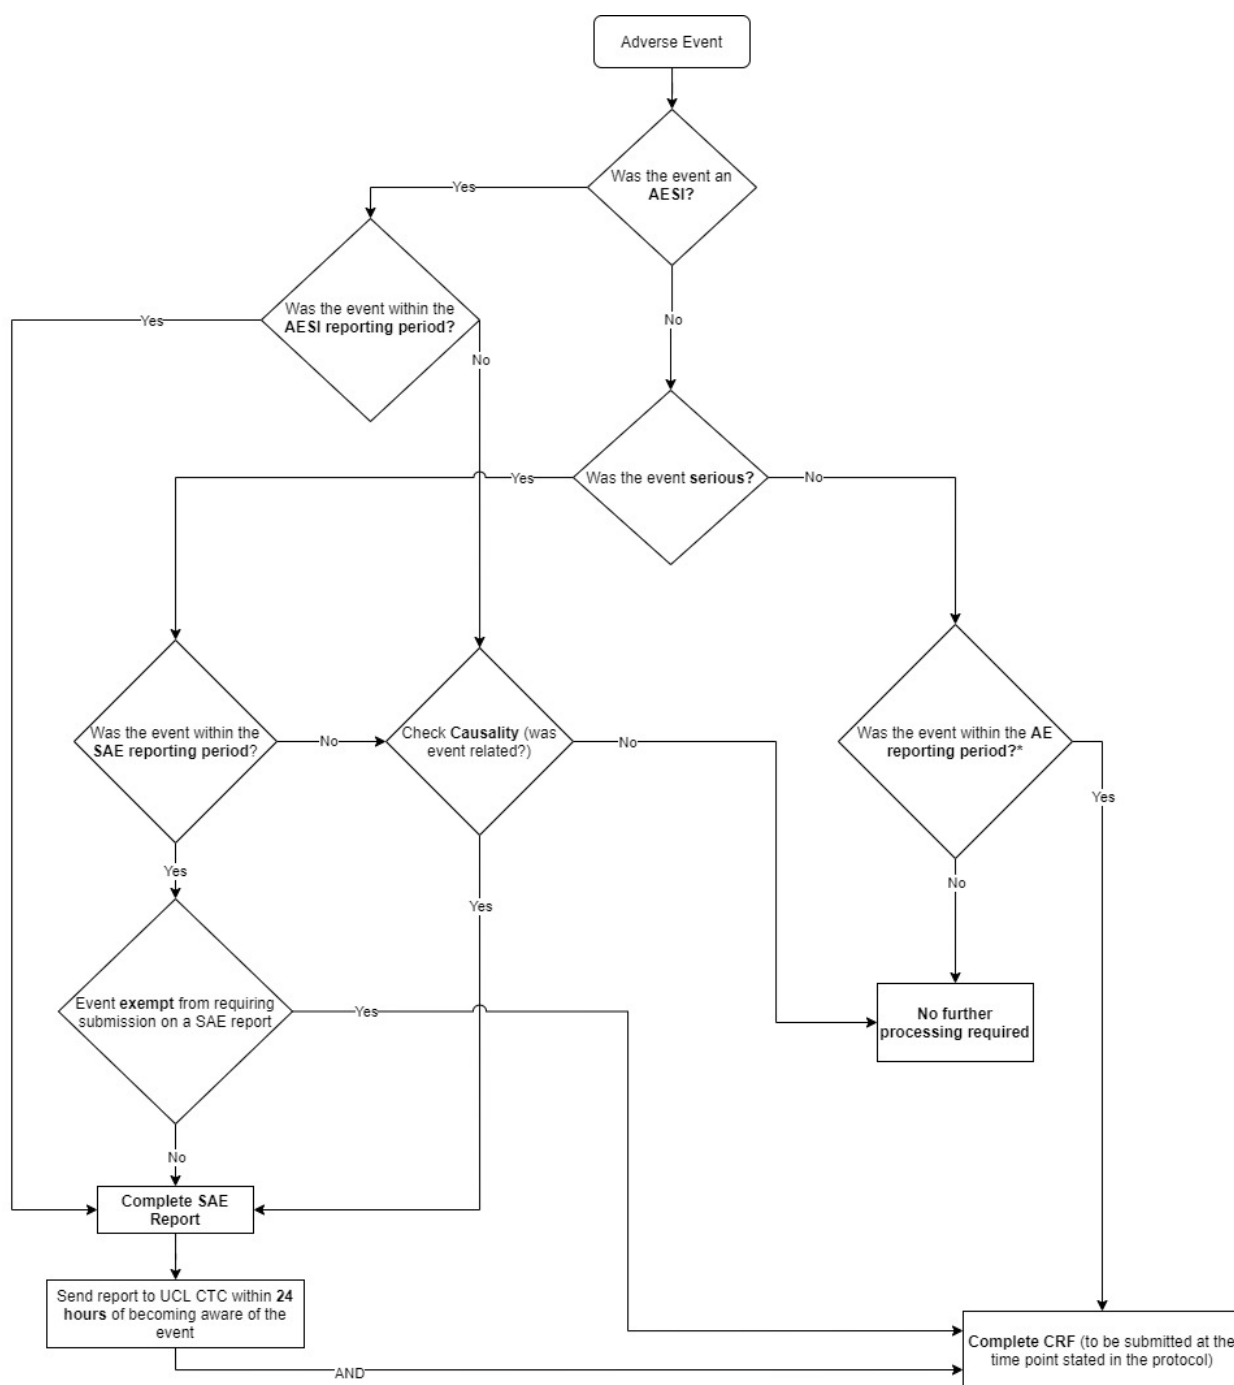 Adverse Event
Was the event an
AESI?
Yes
No
Was the event within the
AESI reporting period?
Yes
No
Was the event serious?
Yes
No
Was the event within the
SAE reporting period?
No
Yes
Check Causality (was
event related?)
No
Yes
Was the event within the AE
reporting period?*
Yes
No
Event exempt from requiring
submission on a SAE report
Yes
No
No further
processing required
Complete SAE
Report
Send report to UCL CTC within 24
hours of becoming aware of the
event
AND
Complete CRF (to be submitted at the
time point stated in the protocol)